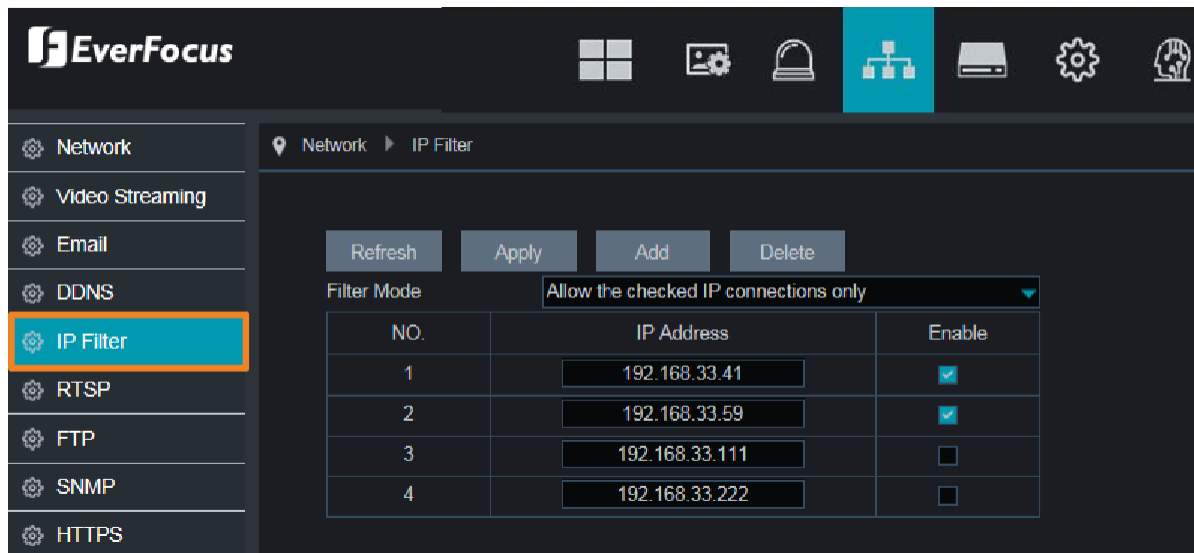 EverFocus
Network
Video Streaming
Email
DDNS
IP Filter
RTSP
FTP
SNMP
HTTPS
Network IP Filter
Refresh Apply Add Delete
Filter Mode Allow the checked IP connections only
NO. IP Address Enable
1 192.168.33.41
2 192.168.33.59
3 192.168.33.111
4 192.168.33.222